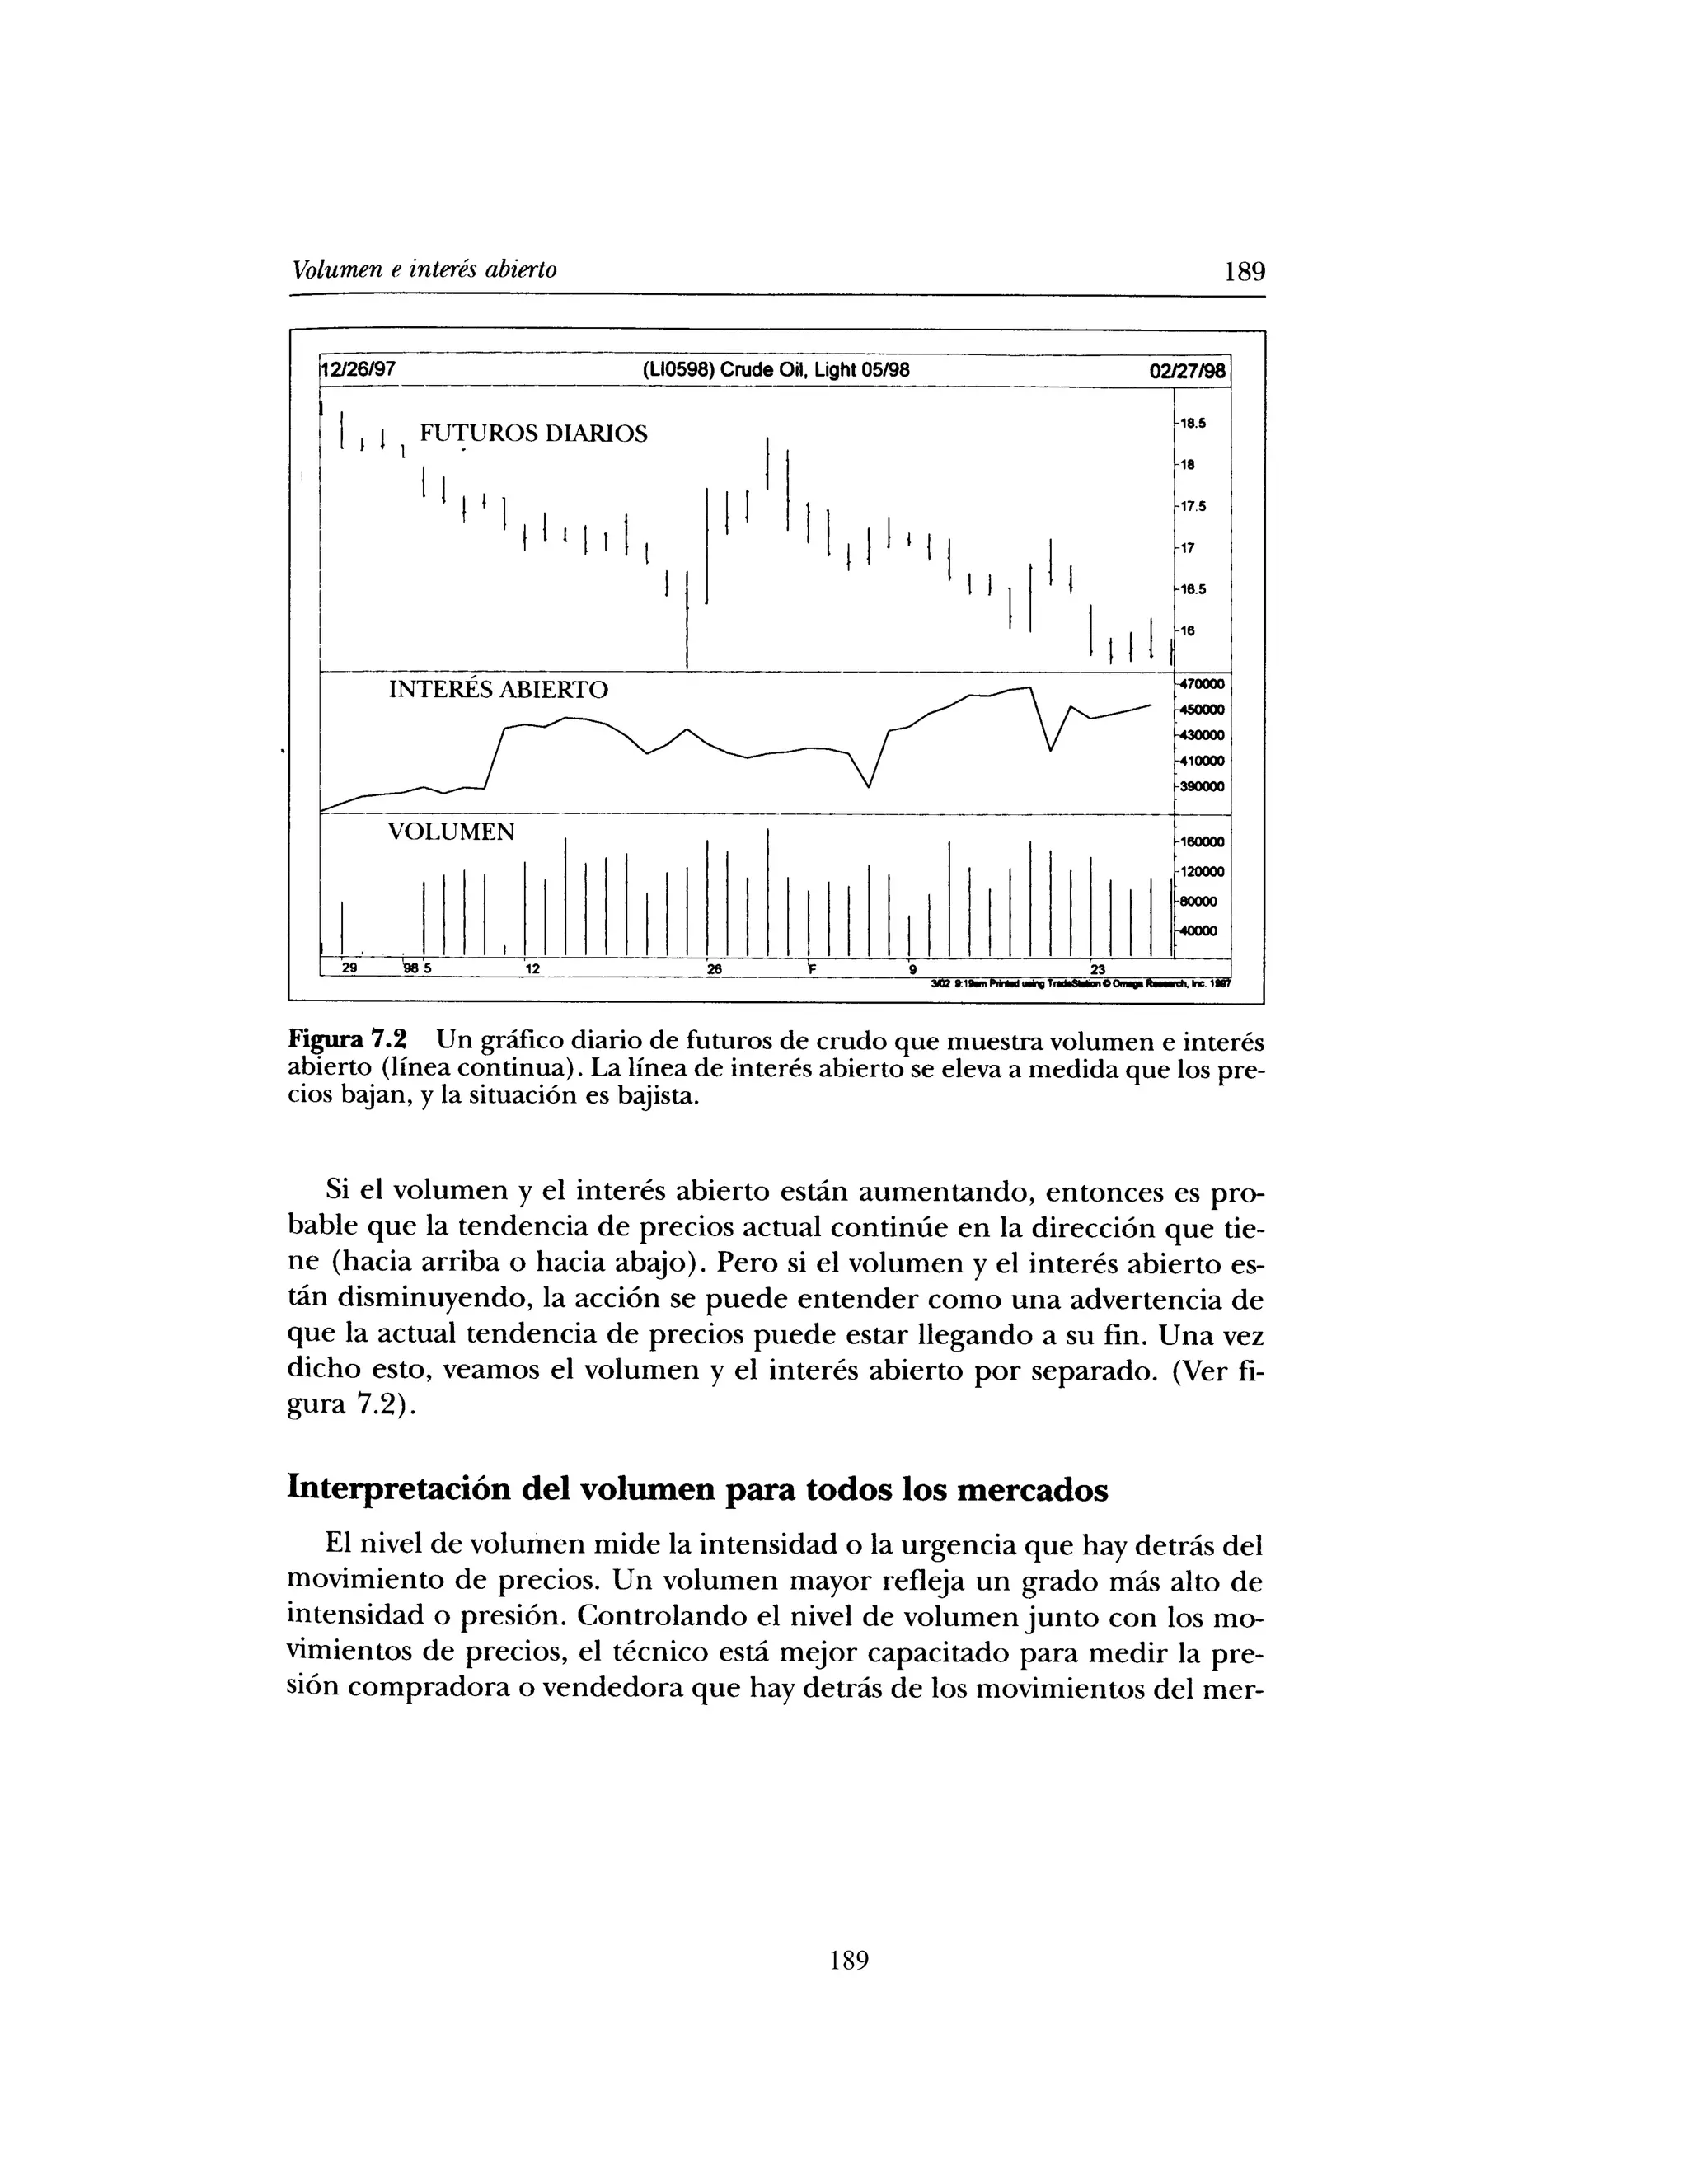 Volumen e interés abierto 189
12/26/97 (LI0598) Crude Oil, Light 05/98 02/27/98
FUTUROS DIARIOS
18.5
18
17.5
17
16.5
16
INTERÉS ABIERTO
470000
450000
430000
410000
390000
VOLUMEN
160000
120000
80000
40000
29 98 5 12 26 F 9 23
3/02 9:19am Printed using TradeStation © Omega Research, Inc. 1997
Figura 7.2 Un gráfico diario de futuros de crudo que muestra volumen e interés
abierto (línea continua). La línea de interés abierto se eleva a medida que los pre-
cios bajan, y la situación es bajista.
Si el volumen y el interés abierto están aumentando, entonces es pro-
bable que la tendencia de precios actual continúe en la dirección que tie-
ne (hacia arriba o hacia abajo). Pero si el volumen y el interés abierto es-
tán disminuyendo, la acción se puede entender como una advertencia de
que la actual tendencia de precios puede estar llegando a su fin. Una vez
dicho esto, veamos el volumen y el interés abierto por separado. (Ver fi-
gura 7.2).
Interpretación del volumen para todos los mercados
El nivel de volumen mide la intensidad o la urgencia que hay detrás del
movimiento de precios. Un volumen mayor refleja un grado más alto de
intensidad o presión. Controlando el nivel de volumen junto con los mo-
vimientos de precios, el técnico está mejor capacitado para medir la pre-
sión compradora o vendedora que hay detrás de los movimientos del mer-
189